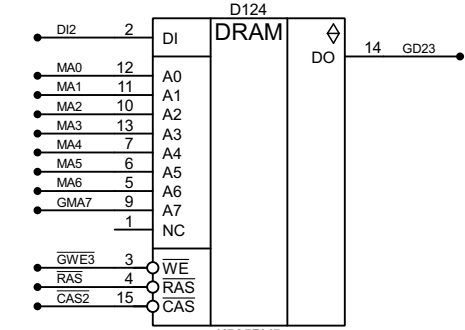 D124
DI2 2 DI DRAM
DO 14 GD23
MA0 12 A0
MA1 11 A1
MA2 10 A2
MA3 13 A3
MA4 7 A4
MA5 6 A5
MA6 5 A6
GMA7 9 A7
1 NC
GWE3 3 WE
RAS 4 RAS
CAS2 15 CAS